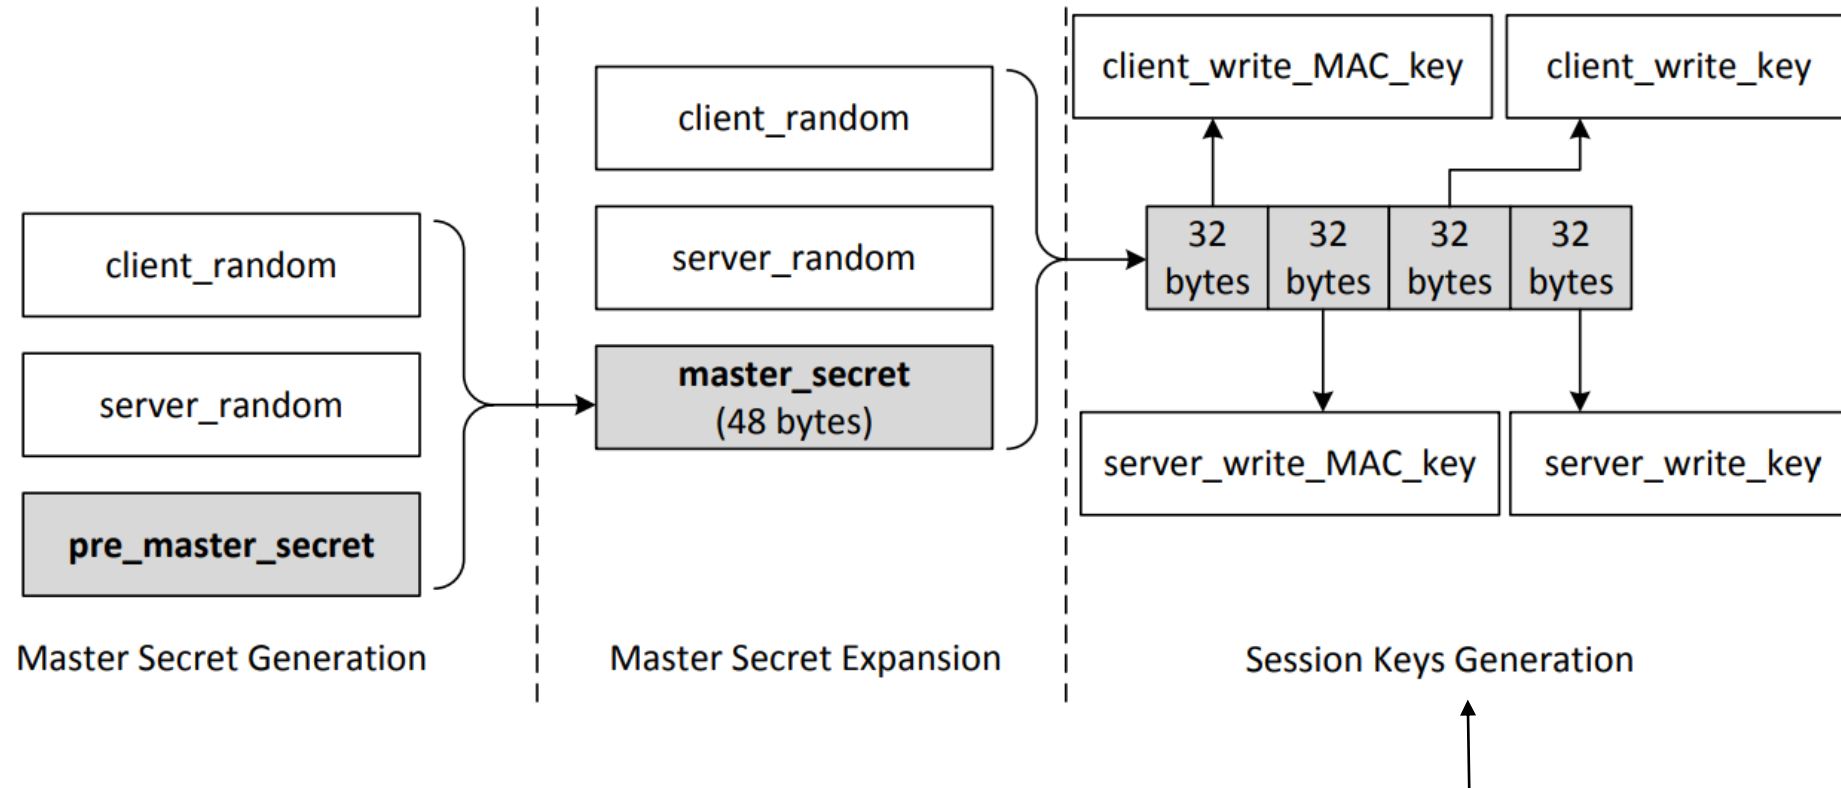 client_random
server_random
pre_master_secret
Master Secret Generation
client_random
server_random
master_secret
(48 bytes)
Master Secret Expansion
client_write_MAC_key
client_write_key
32
bytes
32
bytes
32
bytes
32
bytes
server_write_MAC_key
server_write_key
Session Keys Generation